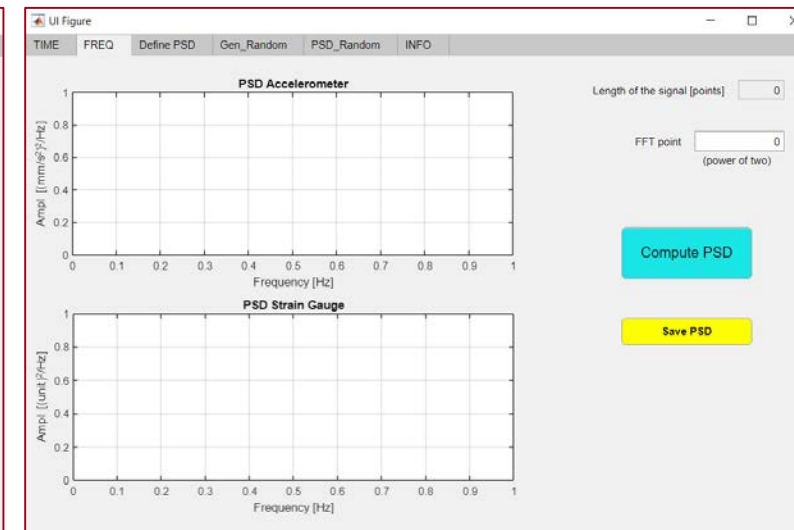 UI Figure
TIME FREQ Define PSD Gen_Random PSD_Random INFO
PSD Accelerometer
Ampl [(mm/s²)²/Hz]
1
0.8
0.6
0.4
0.2
0
0 0.1 0.2 0.3 0.4 0.5 0.6 0.7 0.8 0.9 1
Frequency [Hz]
PSD Strain Gauge
Ampl [(unit)²/Hz]
1
0.8
0.6
0.4
0.2
0
0 0.1 0.2 0.3 0.4 0.5 0.6 0.7 0.8 0.9 1
Frequency [Hz]
Length of the signal [points] 0
FFT point 0
(power of two)
Compute PSD
Save PSD